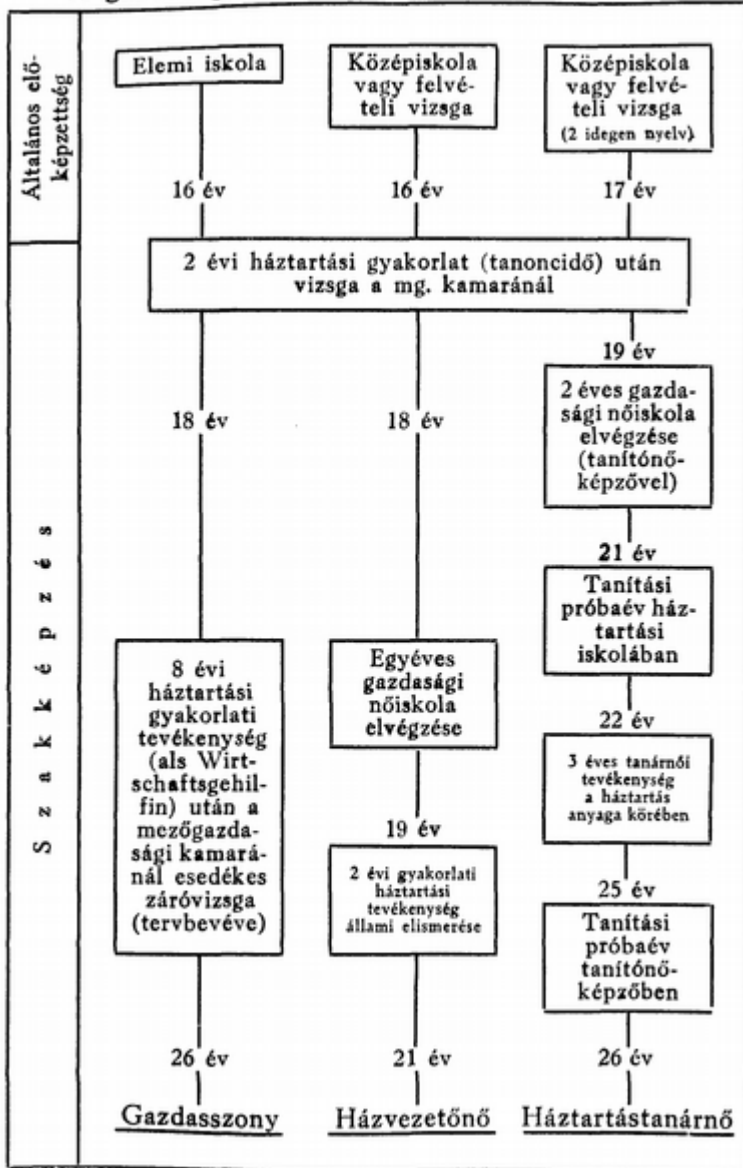 Általános elő-
képzettség
Elemi iskola
Középiskola
vagy felvé-
teli vizsga
Középiskola
vagy felvé-
teli vizsga
(2 idegen nyelv)
16 év
16 év
17 év
2 évi háztartási gyakorlat (tanoncidő) után
vizsga a mg. kamaránál
Szakképzés
18 év
8 évi
háztartási
gyakorlati
tevékenység
(als Wirt-
schaftsgehil-
fin) után a
mezőgazda-
sági kamará-
nál esedékes
záróvizsga
(tervbevéve)
26 év
Gazdasszony
18 év
Egyéves
gazdasági
nőiskola
elvégzése
19 év
2 évi gyakorlati
háztartási
tevékenység
állami elismerése
21 év
Házvezetőnő
19 év
2 éves gazda-
sági nőiskola
elvégzése
(tanítónő-
képzővel)
21 év
Tanítási
próbaév ház-
tartási
iskolában
22 év
3 éves tanárnői
tevékenység
a háztartás
anyaga körében
25 év
Tanítási
próbaév
tanítónő-
képzőben
26 év
Háztartástanárnő